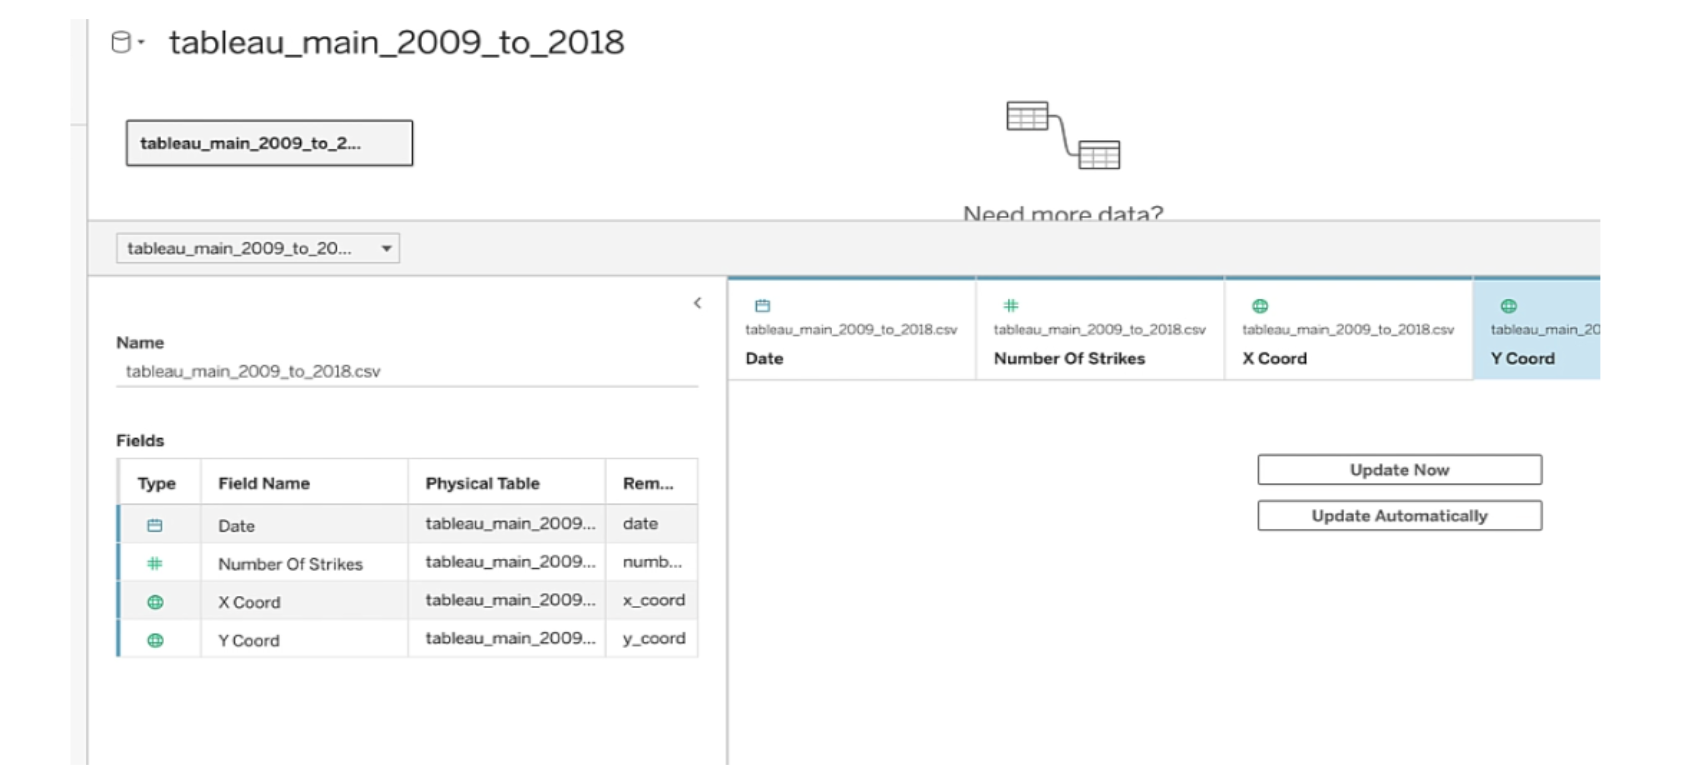 tableau_main_2009_to_2018
tableau_main_2009_to_2...
Need more data?
tableau_main_2009_to_20...
Name
tableau_main_2009_to_2018.csv
Fields
Type Field Name Physical Table Rem...
Date tableau_main_2009... date
Number Of Strikes tableau_main_2009... numb...
X Coord tableau_main_2009... x_coord
Y Coord tableau_main_2009... y_coord
tableau_main_2009_to_2018.csv tableau_main_2009_to_2018.csv tableau_main_2009_to_2018.csv tableau_main_20
Date Number Of Strikes X Coord Y Coord
Update Now
Update Automatically